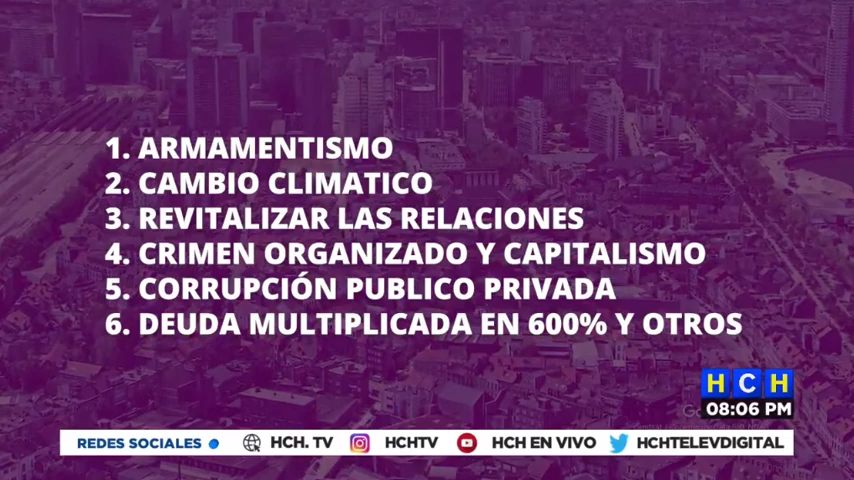 1. ARMAMENTISMO
2. CAMBIO CLIMATICO
3. REVITALIZAR LAS RELACIONES
4. CRIMEN ORGANIZADO Y CAPITALISMO
5. CORRUPCIÓN PUBLICO PRIVADA
6. DEUDA MULTIPLICADA EN 600% Y OTROS
HCH
08:06 PM
REDES SOCIALES HCH. TV HCHTV HCH EN VIVO HCHTELEVDIGITAL